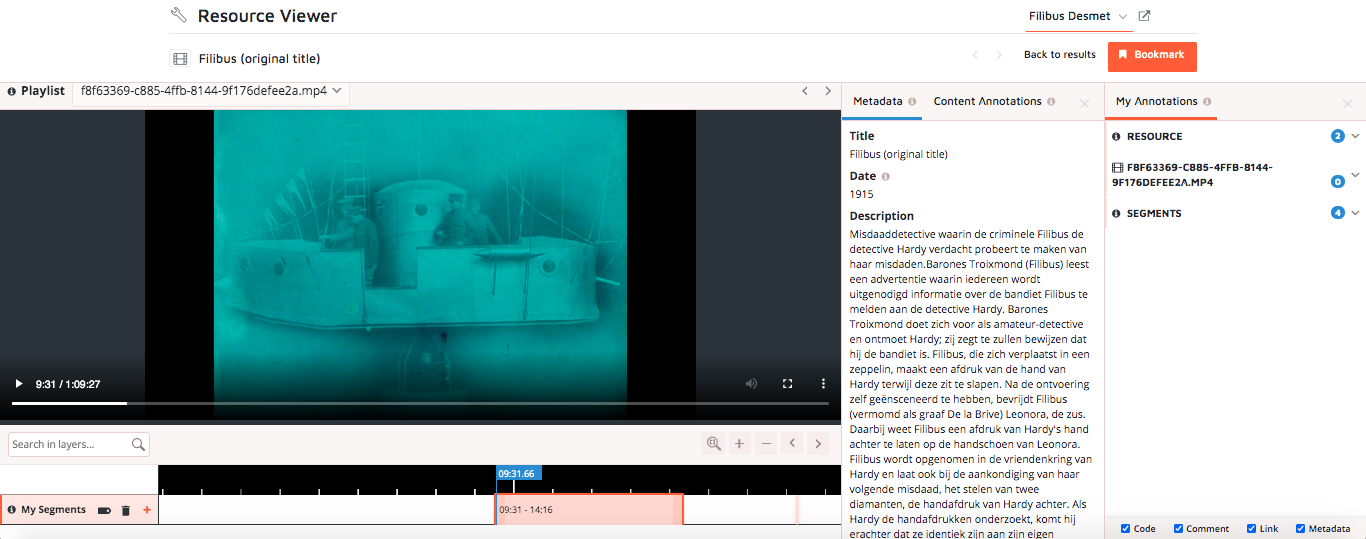 Resource Viewer
Filibus Desmet
Filibus (original title)
Back to results
Bookmark
Playlist
f8f63369-c885-4ffb-8144-9f176defee2a.mp4
9:31 / 1:09:27
Search in layers...
09:31.66
My Segments
09:31 - 14:16
Metadata
Content Annotations
Title
Filibus (original title)
Date
1915
Description
Misdaaddetective waarin de criminele Filibus de
detective Hardy verdacht probeert te maken van
haar misdaden.Barones Troixmond (Filibus) leest
een advertentie waarin iedereen wordt
uitgenodigd informatie over de bandiet Filibus te
melden aan de detective Hardy. Barones
Troixmond doet zich voor als amateur-detective
en ontmoet Hardy; zij zegt te zullen bewijzen dat
hij de bandiet is. Filibus, die zich verplaatst in een
zeppelin, maakt een afdruk van de hand van
Hardy terwijl deze zit te slapen. Na de ontvoering
zelf geënsceneerd te hebben, bevrijdt Filibus
(vermomd als graaf De la Brive) Leonora, de zus.
Daarbij weet Filibus een afdruk van Hardy's hand
achter te laten op de handschoen van Leonora.
Filibus wordt opgenomen in de vriendenkring van
Hardy en laat ook bij de aankondiging van haar
volgende misdaad, het stelen van twee
diamanten, de handafdruk van Hardy achter. Als
Hardy de handafdrukken onderzoekt, komt hij
erachter dat ze identiek zijn aan zijn eigen
My Annotations
RESOURCE
2
F8F63369-C885-4FFB-8144-
9F176DEFEE2A.MP4
0
SEGMENTS
4
Code
Comment
Link
Metadata